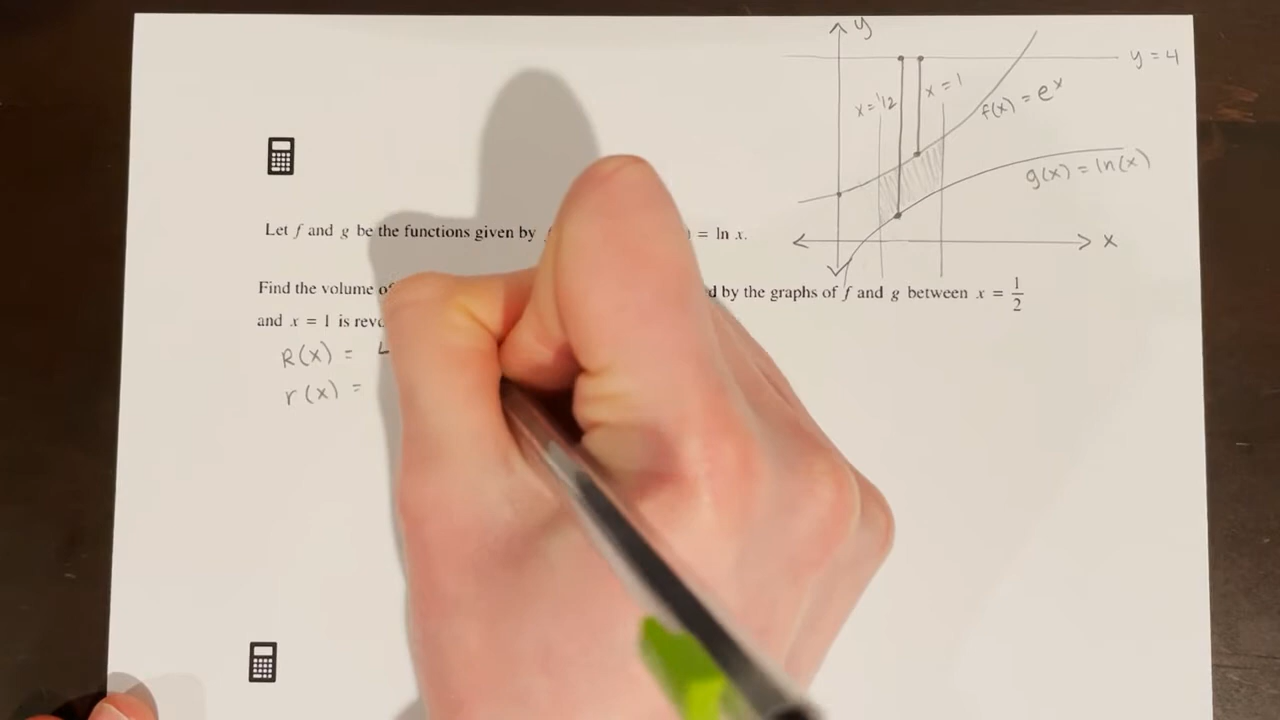 y
y = 4
x = 1/2
x = 1
f(x) = eˣ
g(x) = ln(x)
x
Let f and g be the functions given by = ln x.
Find the volume of by the graphs of f and g between x = 1/2
and x = 1 is
R(x) =
r(x) =